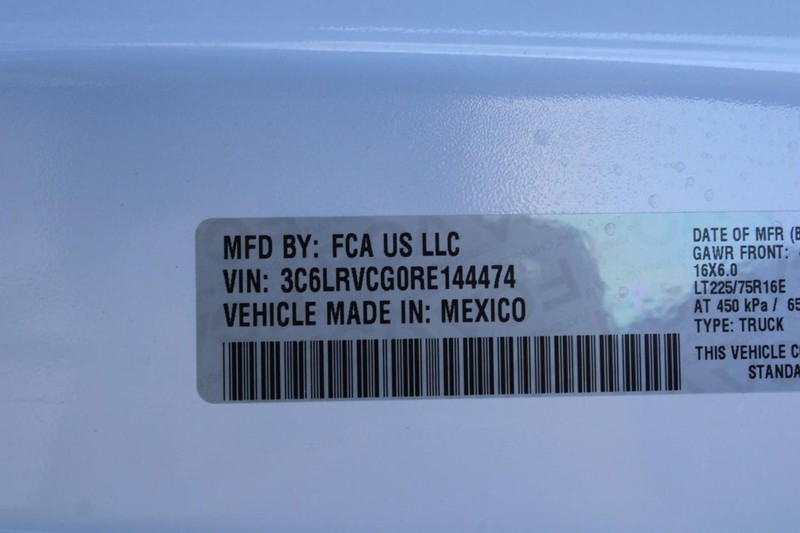 MFD BY: FCA US LLC
VIN: 3C6LRVCG0RE144474
VEHICLE MADE IN: MEXICO
DATE OF MFR
GAWR FRONT:
16X6.0
LT225/75R16E
AT 450 kPa / 65
TYPE: TRUCK
THIS VEHICLE